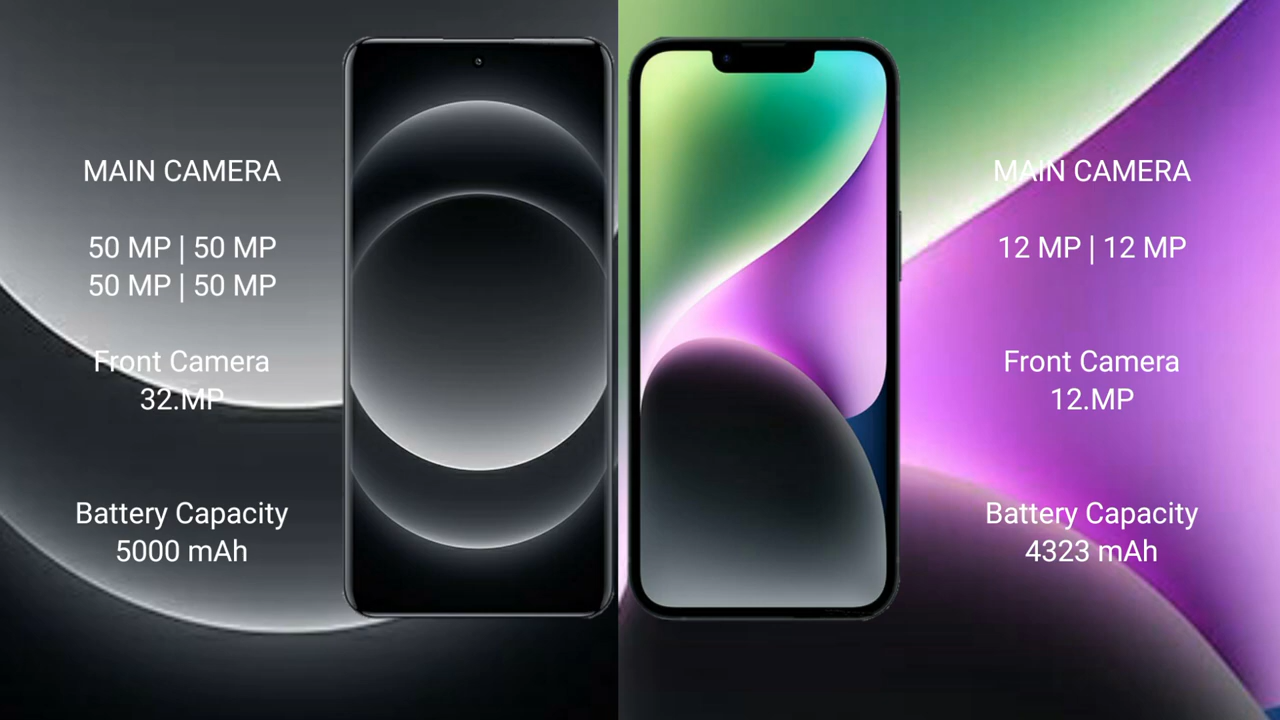 MAIN CAMERA
50 MP | 50 MP
50 MP | 50 MP
Front Camera
32.MP
Battery Capacity
5000 mAh
MAIN CAMERA
12 MP | 12 MP
Front Camera
12.MP
Battery Capacity
4323 mAh